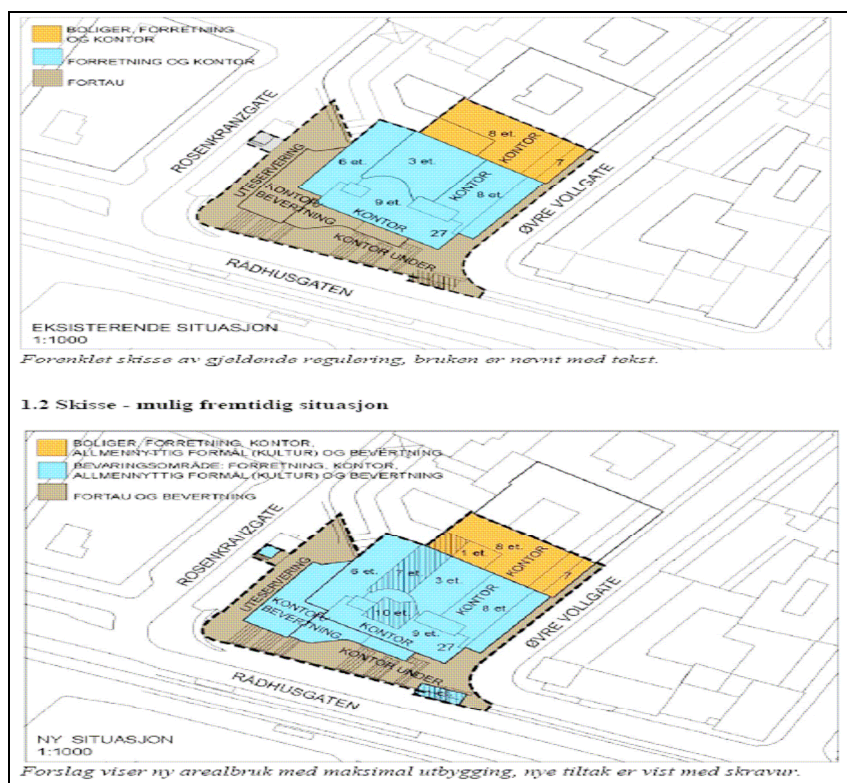 BOLIGER, FORRETNING
OG KONTOR
FORRETNING OG KONTOR
FORTAU
ROSENKRANZGATE
8 et.
KONTOR
7
6 et.
3 et.
UTESERVERING
KONTOR
BEVERTNING
9 et.
KONTOR
KONTOR
8 et.
27
KONTOR UNDER
ØVRE VOLLGATE
RÅDHUSGATEN
EKSISTERENDE SITUASJON
1:1000
Forenklet skisse av gjeldende regulering, bruken er nevnt med tekst.
1.2 Skisse - mulig fremtidig situasjon
BOLIGER, FORRETNING, KONTOR,
ALLMENNYTTIG FORMÅL (KULTUR) OG BEVERTNING
BEVARINGSOMRÅDE: FORRETNING, KONTOR,
ALLMENNYTTIG FORMÅL (KULTUR) OG BEVERTNING
FORTAU OG BEVERTNING
ROSENKRANZGATE
1 et.
8 et.
KONTOR
7
6 et.
7 et.
3 et.
UTESERVERING
KONTOR
BEVERTNING
10 et.
KONTOR
9 et.
KONTOR
8 et.
27
KONTOR UNDER
ØVRE VOLLGATE
RÅDHUSGATEN
NY SITUASJON
1:1000
Forslag viser ny arealbruk med maksimal utbygging, nye tiltak er vist med skravur.